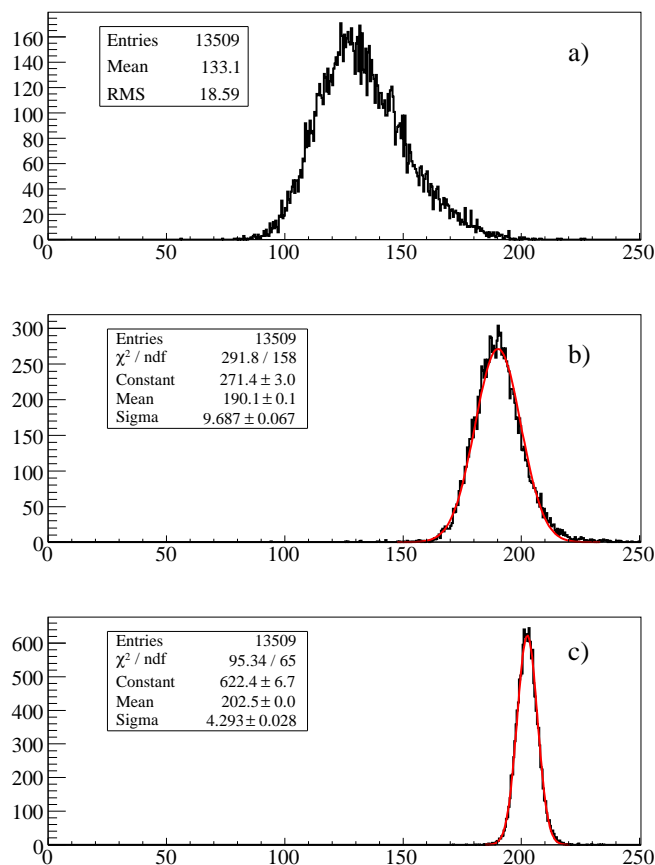 160
140
120
100
80
60
40
20
0
Entries 13509
Mean 133.1
RMS 18.59
a)
0 50 100 150 200 250
300
250
200
150
100
50
0
Entries 13509
χ² / ndf 291.8 / 158
Constant 271.4 ± 3.0
Mean 190.1 ± 0.1
Sigma 9.687 ± 0.067
b)
0 50 100 150 200 250
600
500
400
300
200
100
0
Entries 13509
χ² / ndf 95.34 / 65
Constant 622.4 ± 6.7
Mean 202.5 ± 0.0
Sigma 4.293 ± 0.028
c)
0 50 100 150 200 250